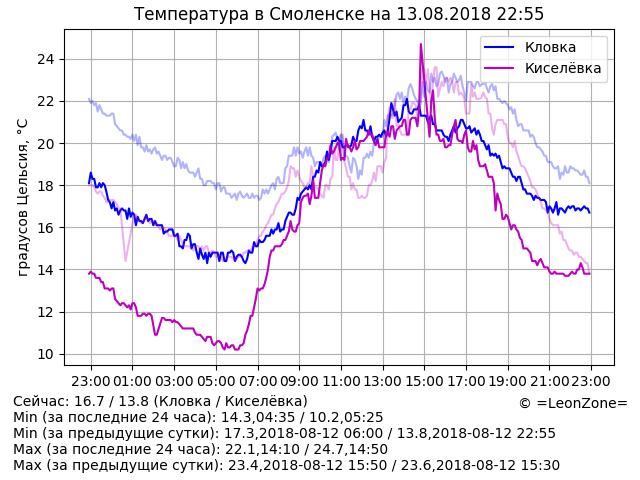 Температура в Смоленске на 13.08.2018 22:55
градусов Цельсия, °C
24
22
20
18
16
14
12
10
Кловка
Киселёвка
23:00 01:00 03:00 05:00 07:00 09:00 11:00 13:00 15:00 17:00 19:00 21:00 23:00
Сейчас: 16.7 / 13.8 (Кловка / Киселёвка)
© =LeonZone=
Min (за последние 24 часа): 14.3,04:35 / 10.2,05:25
Min (за предыдущие сутки): 17.3,2018-08-12 06:00 / 13.8,2018-08-12 22:55
Max (за последние 24 часа): 22.1,14:10 / 24.7,14:50
Max (за предыдущие сутки): 23.4,2018-08-12 15:50 / 23.6,2018-08-12 15:30